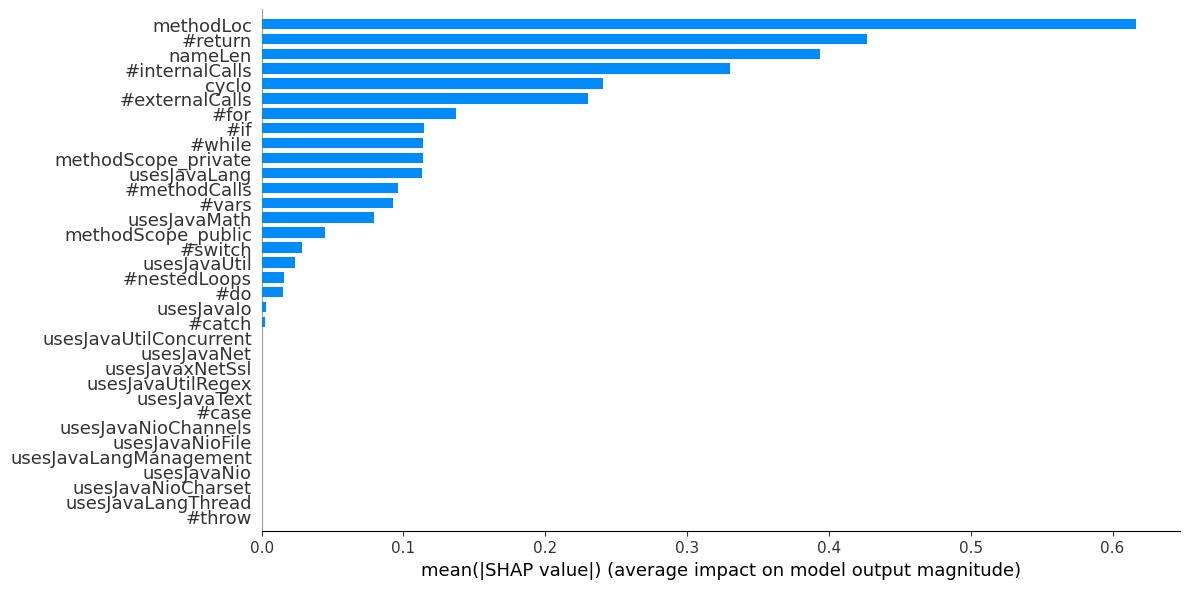 methodLoc
#return
nameLen
#internalCalls
cyclo
#externalCalls
#for
#if
#while
methodScope_private
usesJavaLang
#methodCalls
#vars
usesJavaMath
methodScope_public
#switch
usesJavaUtil
#nestedLoops
#do
usesJavaIo
#catch
usesJavaUtilConcurrent
usesJavaNet
usesJavaxNetSsl
usesJavaUtilRegex
usesJavaText
#case
usesJavaNioChannels
usesJavaNioFile
usesJavaLangManagement
usesJavaNio
usesJavaNioCharset
usesJavaLangThread
#throw
0.0 0.1 0.2 0.3 0.4 0.5 0.6
mean(|SHAP value|) (average impact on model output magnitude)